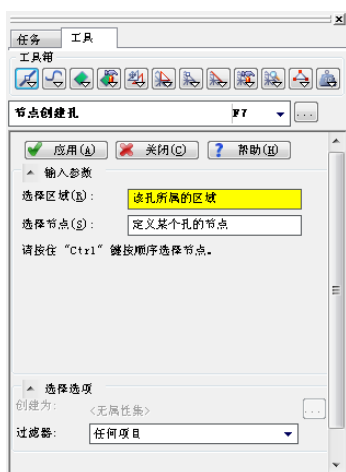 任务 工具
工具箱
节点创建孔 F7 ...
应用(A) 关闭(C) ? 帮助(H)
输入参数
选择区域(R): 该孔所属的区域
选择节点(S): 定义某个孔的节点
请按住 “Ctrl” 键按顺序选择节点。
选择选项
创建为: <无属性集> ...
过滤器: 任何项目